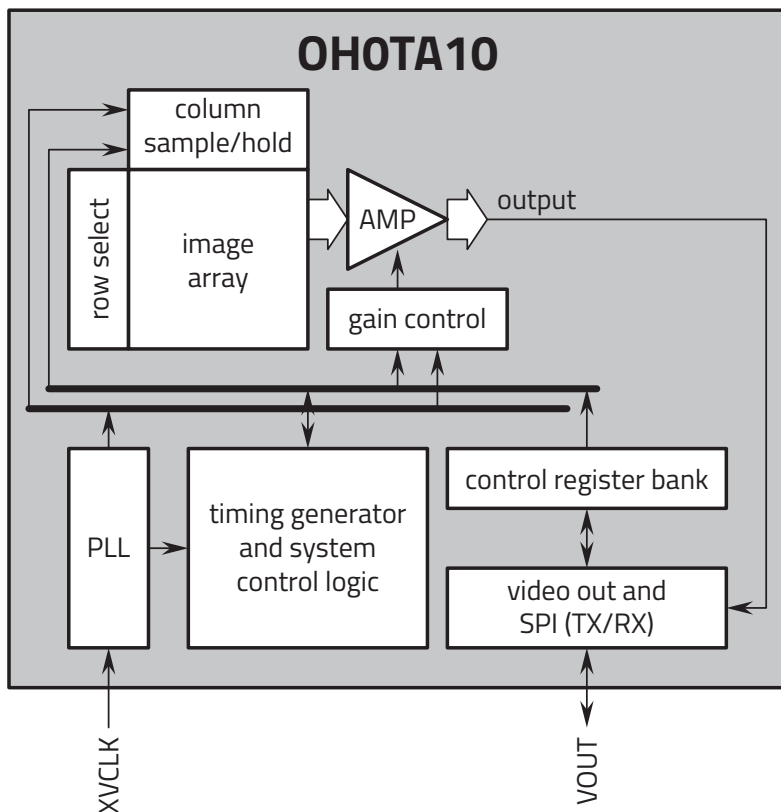 OH0TA10
column
sample/hold
row select
image
array
AMP
output
gain control
PLL
timing generator
and system
control logic
control register bank
video out and
SPI (TX/RX)
XVCLK
VOUT